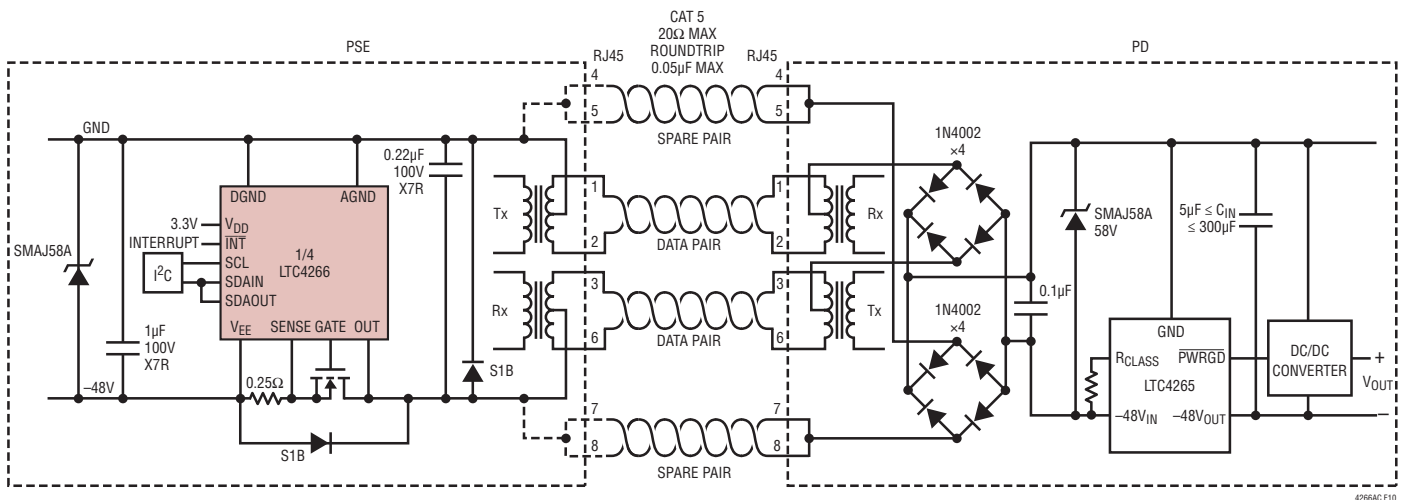 CAT 5
20Ω MAX
ROUNDTRIP
0.05µF MAX
PSE
RJ45
RJ45
PD
4
5
4
5
SPARE PAIR
GND
DGND
AGND
0.22µF
100V
X7R
1N4002
×4
Tx
1
2
1
2
Rx
DATA PAIR
3.3V
INTERRUPT
I²C
VDD
INT
SCL
SDAIN
SDAOUT
1/4
LTC4266
VEE
SENSE
GATE
OUT
SMAJ58A
1µF
100V
X7R
–48V
0.25Ω
S1B
S1B
Rx
3
6
3
6
Tx
DATA PAIR
1N4002
×4
0.1µF
SMAJ58A
58V
5µF ≤ CIN
≤ 300µF
GND
RCLASS
PWRGD
LTC4265
–48VIN
–48VOUT
DC/DC
CONVERTER
+
VOUT
–
7
8
7
8
SPARE PAIR
4266AC F10